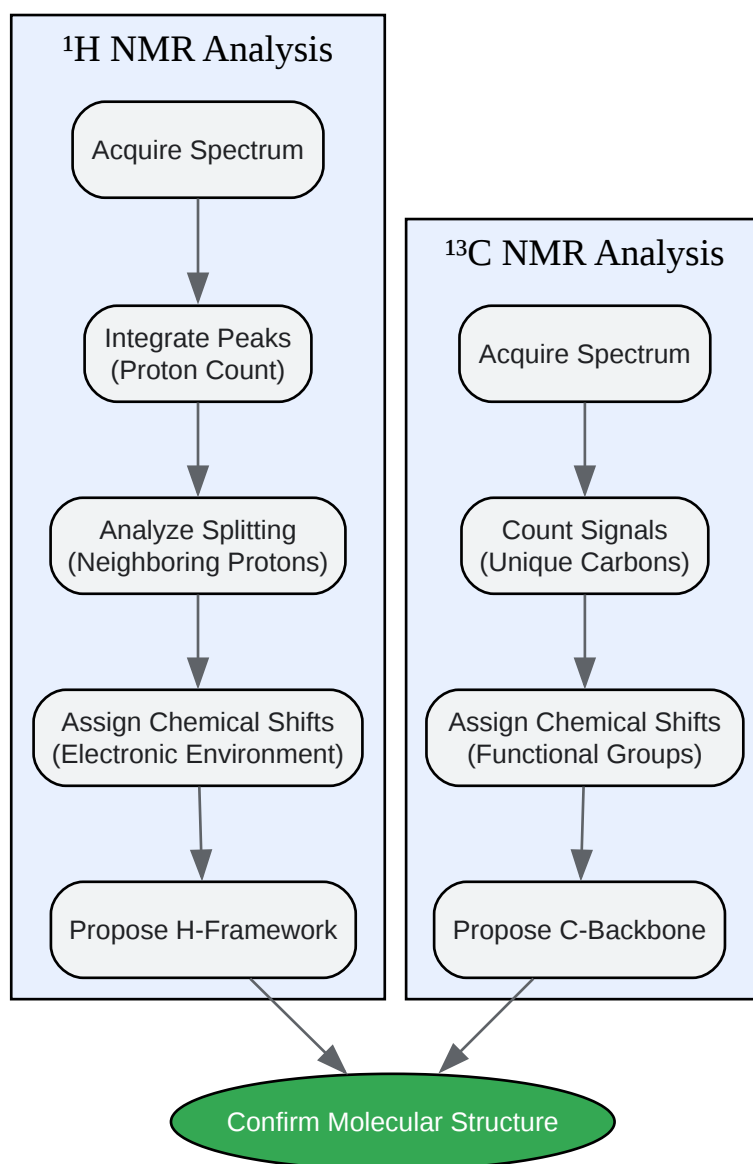 ¹H NMR Analysis
Acquire Spectrum
Integrate Peaks
(Proton Count)
Analyze Splitting
(Neighboring Protons)
Assign Chemical Shifts
(Electronic Environment)
Propose H-Framework
¹³C NMR Analysis
Acquire Spectrum
Count Signals
(Unique Carbons)
Assign Chemical Shifts
(Functional Groups)
Propose C-Backbone
Confirm Molecular Structure